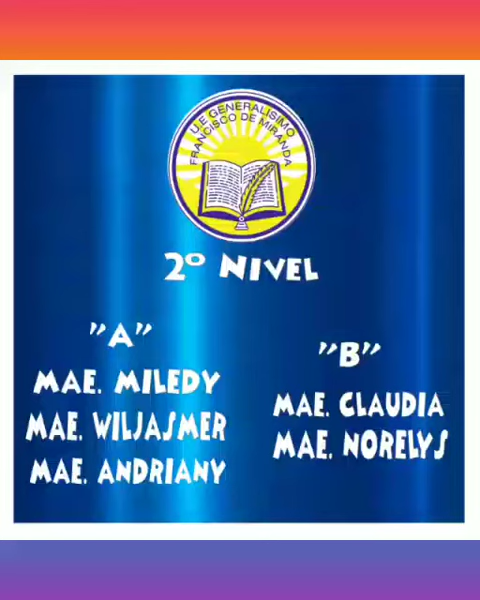 U.E GENERALISIMO
FRANCISCO DE MIRANDA
2º NIVEL
"A"
MAE. MILEDY
MAE. WILJASMER
MAE. ANDRIANY
"B"
MAE. CLAUDIA
MAE. NORELYS